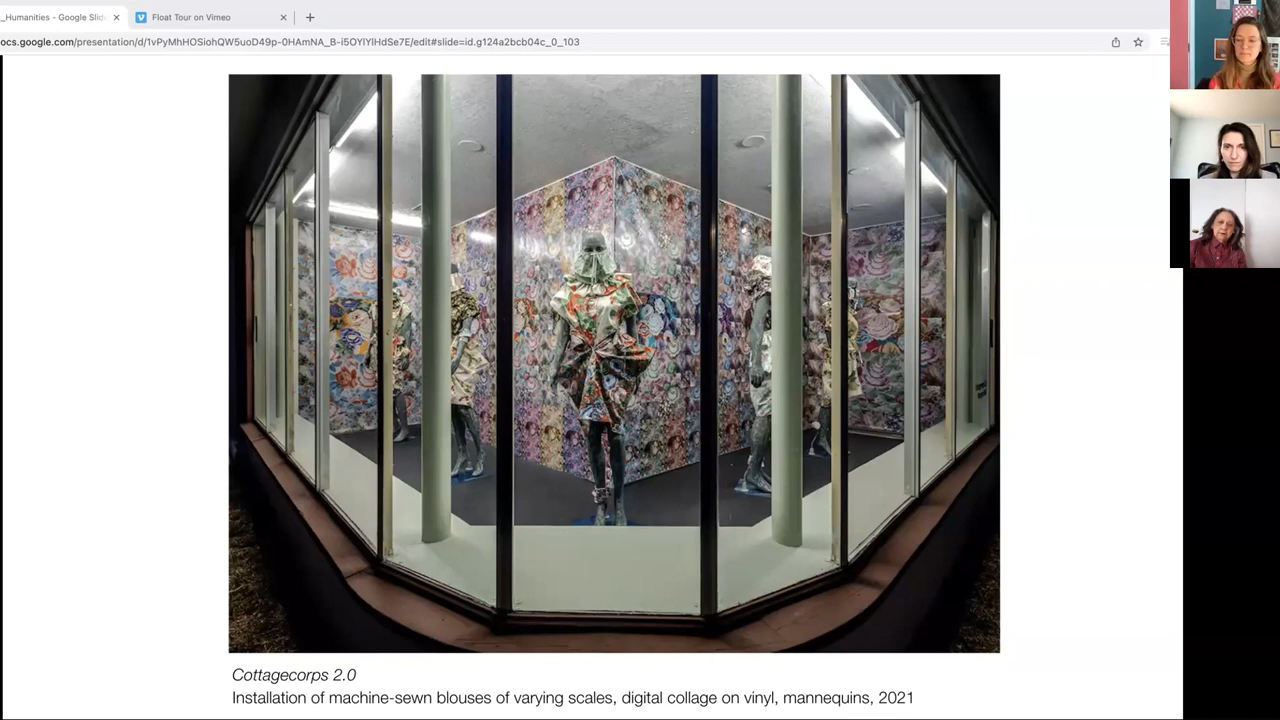 _Humanities - Google Slid
Float Tour on Vimeo
ocs.google.com/presentation/d/1vPyMhHOSiohQW5uoD49p-0HAmNA_B-i5OYlYlHdSe7E/edit#slide=id.g124a2bcb04c_0_103
Cottagecorps 2.0
Installation of machine-sewn blouses of varying scales, digital collage on vinyl, mannequins, 2021